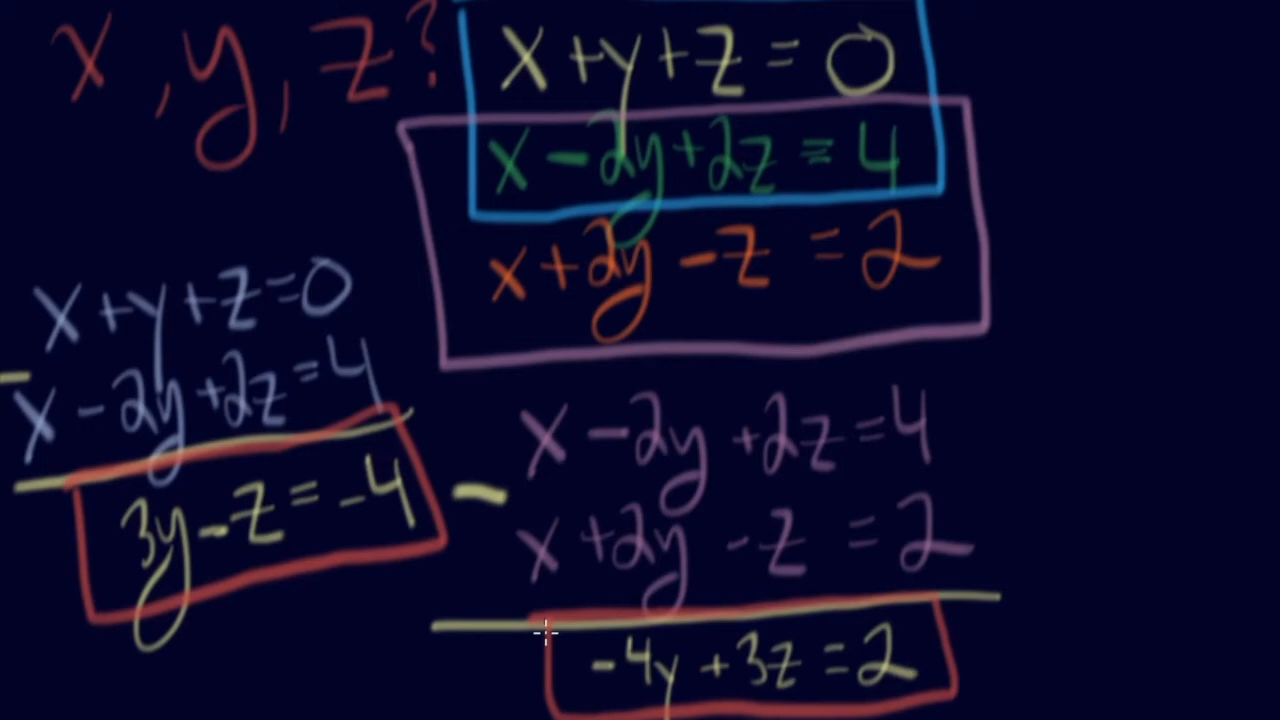 x, y, z?
x+y+z=0
x-2y+2z=4
x+2y-z=2
x+y+z=0
-
x-2y+2z=4
3y-z=-4
x-2y+2z=4
-
x+2y-z=2
-4y+3z=2